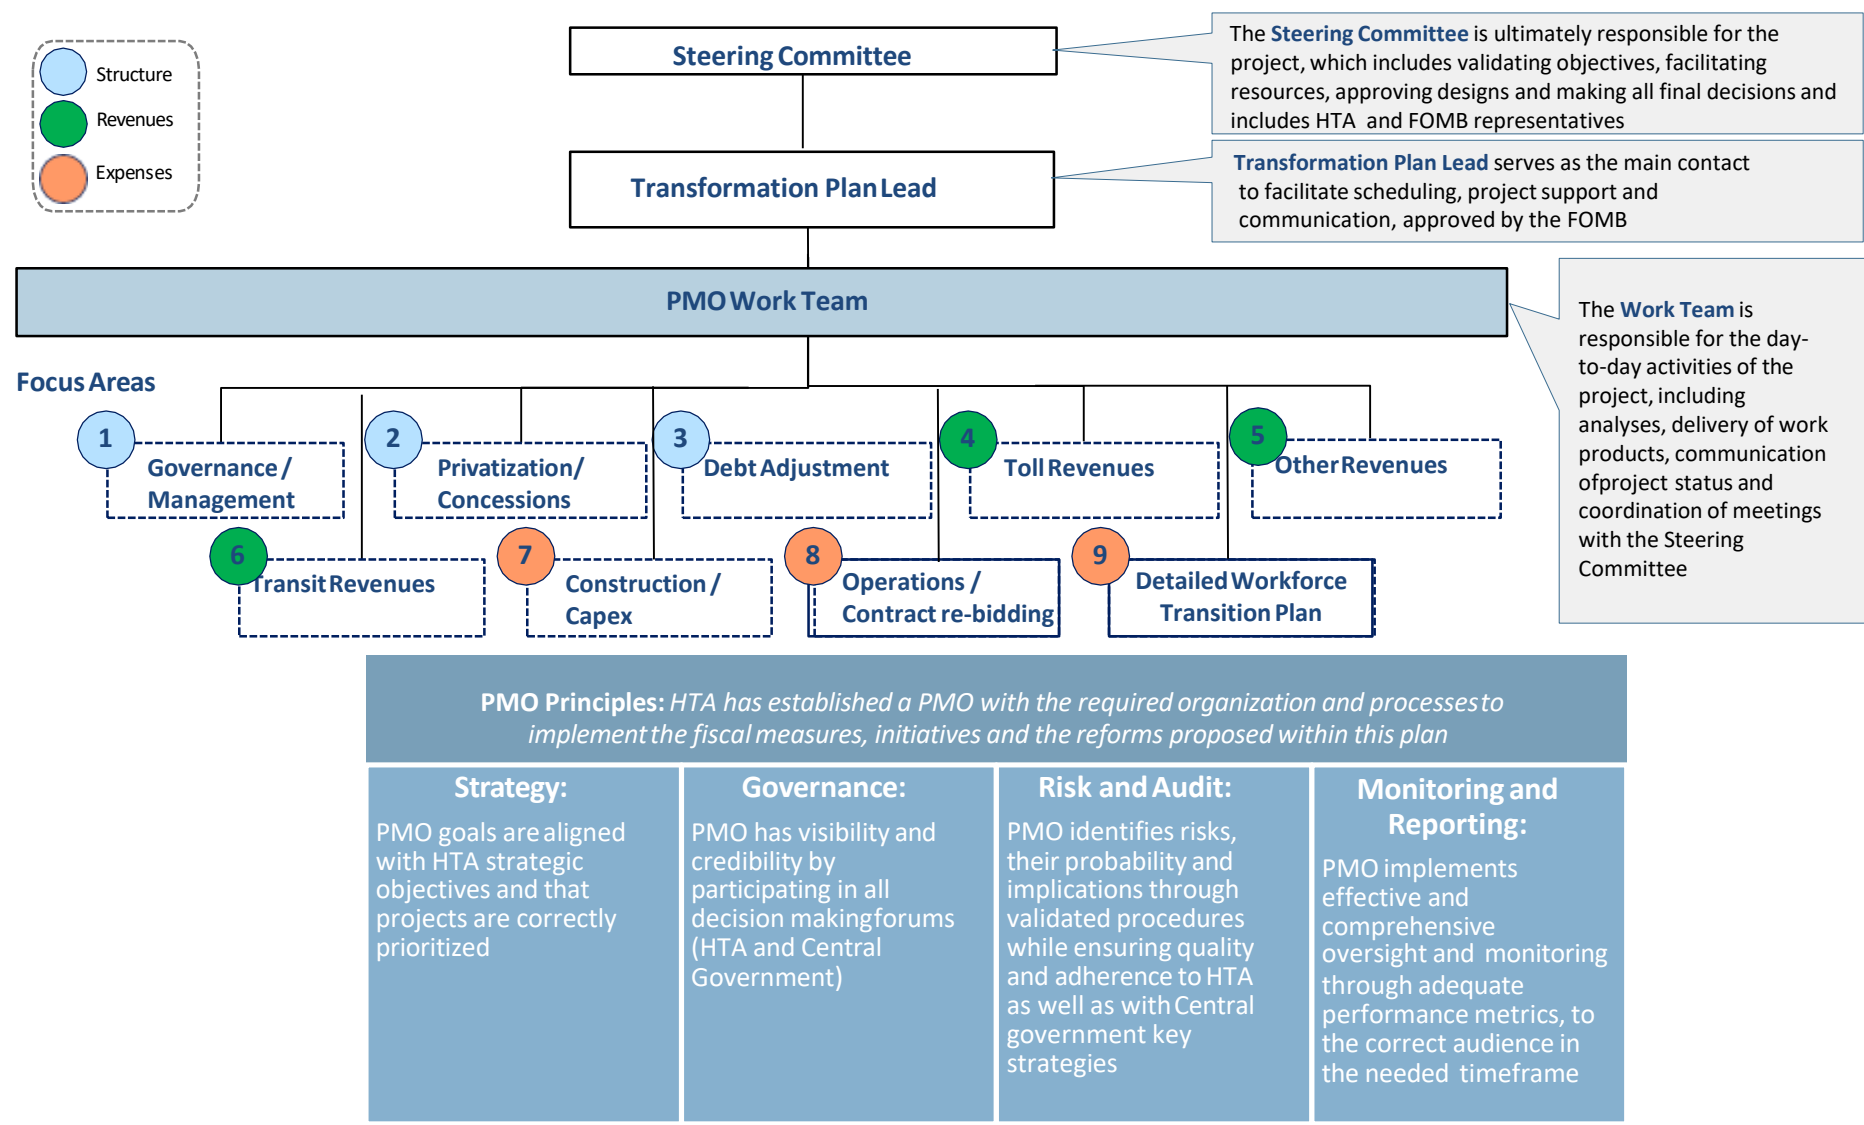 Structure
Revenues
Expenses
Steering Committee
The Steering Committee is ultimately responsible for the
project, which includes validating objectives, facilitating
resources, approving designs and making all final decisions and
includes HTA and FOMB representatives
Transformation Plan Lead
Transformation Plan Lead serves as the main contact
to facilitate scheduling, project support and
communication, approved by the FOMB
PMO Work Team
The Work Team is
responsible for the day-
to-day activities of the
project, including
analyses, delivery of work
products, communication
ofproject status and
coordination of meetings
with the Steering
Committee
Focus Areas
1
Governance /
Management
2
Privatization/
Concessions
3
Debt Adjustment
4
Toll Revenues
5
Other Revenues
6
Transit Revenues
7
Construction /
Capex
8
Operations /
Contract re-bidding
9
Detailed Workforce
Transition Plan
PMO Principles: HTA has established a PMO with the required organization and processes to
implement the fiscal measures, initiatives and the reforms proposed within this plan
Strategy:
PMO goals are aligned
with HTA strategic
objectives and that
projects are correctly
prioritized
Governance:
PMO has visibility and
credibility by
participating in all
decision making forums
(HTA and Central
Government)
Risk and Audit:
PMO identifies risks,
their probability and
implications through
validated procedures
while ensuring quality
and adherence to HTA
as well as with Central
government key
strategies
Monitoring and
Reporting:
PMO implements
effective and
comprehensive
oversight and monitoring
through adequate
performance metrics, to
the correct audience in
the needed timeframe